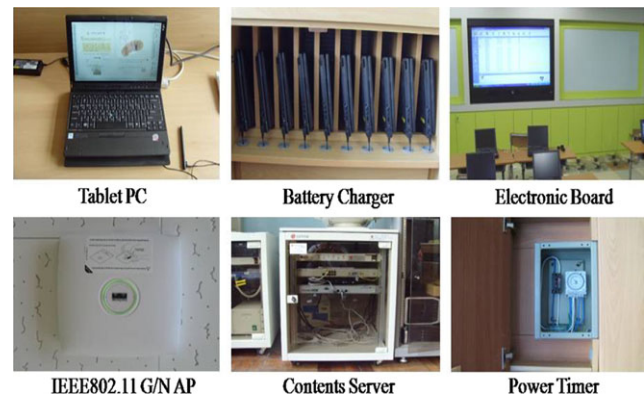 Tablet PC
Battery Charger
Electronic Board
IEEE802.11 G/N AP
Contents Server
Power Timer